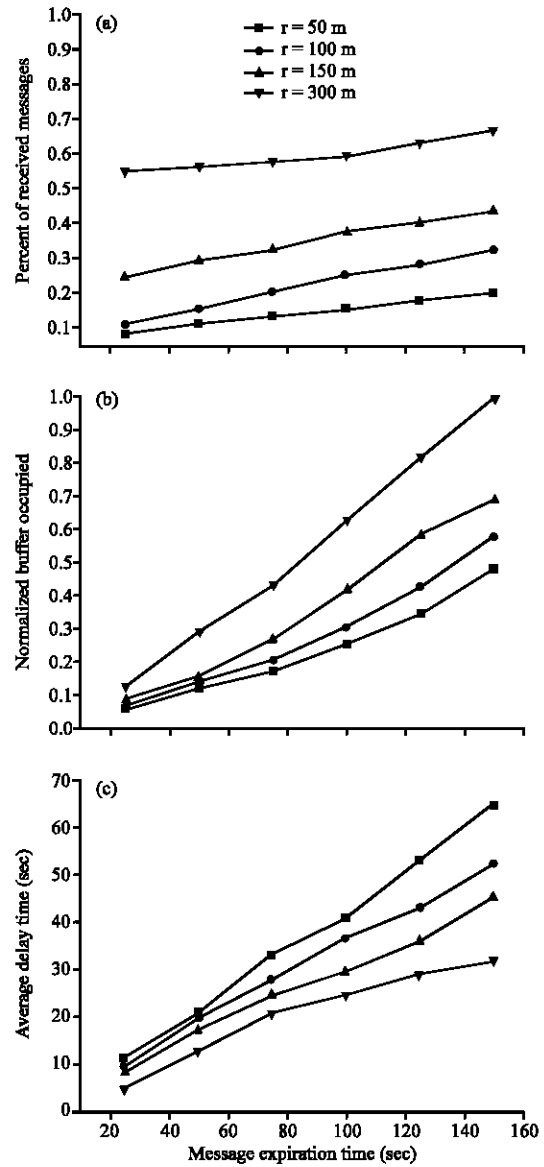 (a)
r = 50 m
r = 100 m
r = 150 m
r = 300 m
Percent of received messages
1.0
0.9
0.8
0.7
0.6
0.5
0.4
0.3
0.2
0.1
(b)
Normalized buffer occupied
1.0
0.9
0.8
0.7
0.6
0.5
0.4
0.3
0.2
0.1
0.0
(c)
Average delay time (sec)
70
60
50
40
30
20
10
0
20 40 60 80 100 120 140 160
Message expiration time (sec)